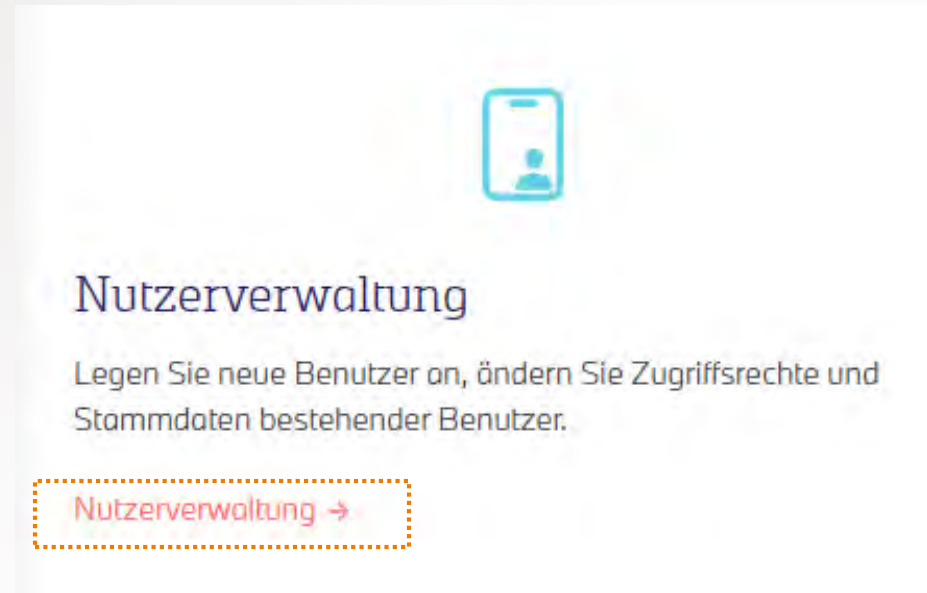 Nutzerverwaltung
Legen Sie neue Benutzer an, ändern Sie Zugriffsrechte und
Stammdaten bestehender Benutzer.
Nutzerverwaltung →